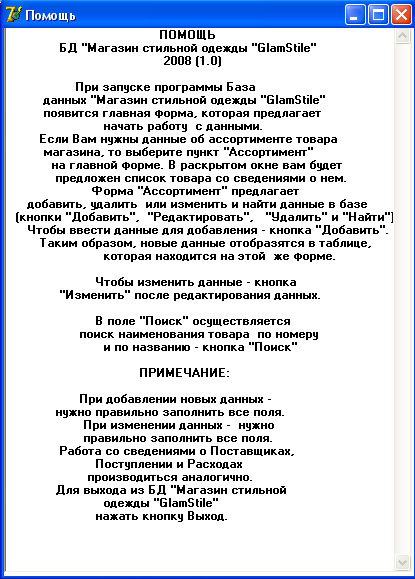 Помощь
ПОМОЩЬ
БД "Магазин стильной одежды "GlamStile"
2008 (1.0)
При запуске программы База
данных "Магазин стильной одежды "GlamStile"
появится главная форма, которая предлагает
начать работу с данными.
Если Вам нужны данные об ассортименте товара
магазина, то выберите пункт "Ассортимент"
на главной форме. В раскрытом окне вам будет
предложен список товара со сведениями о нем.
Форма "Ассортимент" предлагает
добавить, удалить или изменить и найти данные в базе
(кнопки "Добавить", "Редактировать", "Удалить" и "Найти")
Чтобы ввести данные для добавления - кнопка "Добавить".
Таким образом, новые данные отобразятся в таблице,
которая находится на этой же форме.
Чтобы изменить данные - кнопка
"Изменить" после редактирования данных.
В поле "Поиск" осуществляется
поиск наименования товара по номеру
и по названию - кнопка "Поиск"
ПРИМЕЧАНИЕ:
При добавлении новых данных -
нужно правильно заполнить все поля.
При изменении данных - нужно
правильно заполнить все поля.
Работа со сведениями о Поставщиках,
Поступлении и Расходах
производиться аналогично.
Для выхода из БД "Магазин стильной
одежды "GlamStile"
нажать кнопку Выход.